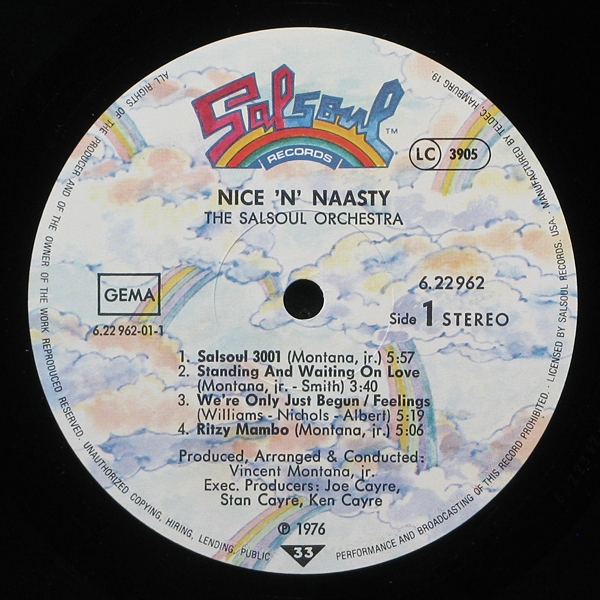 Salsoul™
RECORDS
LC 3905
NICE 'N' NAASTY
THE SALSOUL ORCHESTRA
GEMA
6.22 962-01-1
6.22962
Side 1 STEREO
1. Salsoul 3001 (Montana, jr.) 5:57
2. Standing And Waiting On Love
(Montana, jr. - Smith) 3:40
3. We're Only Just Begun / Feelings
(Williams - Nichols - Albert) 5:19
4. Ritzy Mambo (Montana, jr.) 5:06
Produced, Arranged & Conducted:
Vincent Montana, jr.
Exec. Producers: Joe Cayre,
Stan Cayre, Ken Cayre
℗ 1976
33
ALL RIGHTS OF THE PRODUCER AND OF THE OWNER OF THE WORK REPRODUCED RESERVED. UNAUTHORIZED COPYING, HIRING, LENDING, PUBLIC PERFORMANCE AND BROADCASTING OF THIS RECORD PROHIBITED. · LICENSED BY SALSOUL RECORDS. USA · MANUFACTURED BY TELDEC, HAMBURG 19.